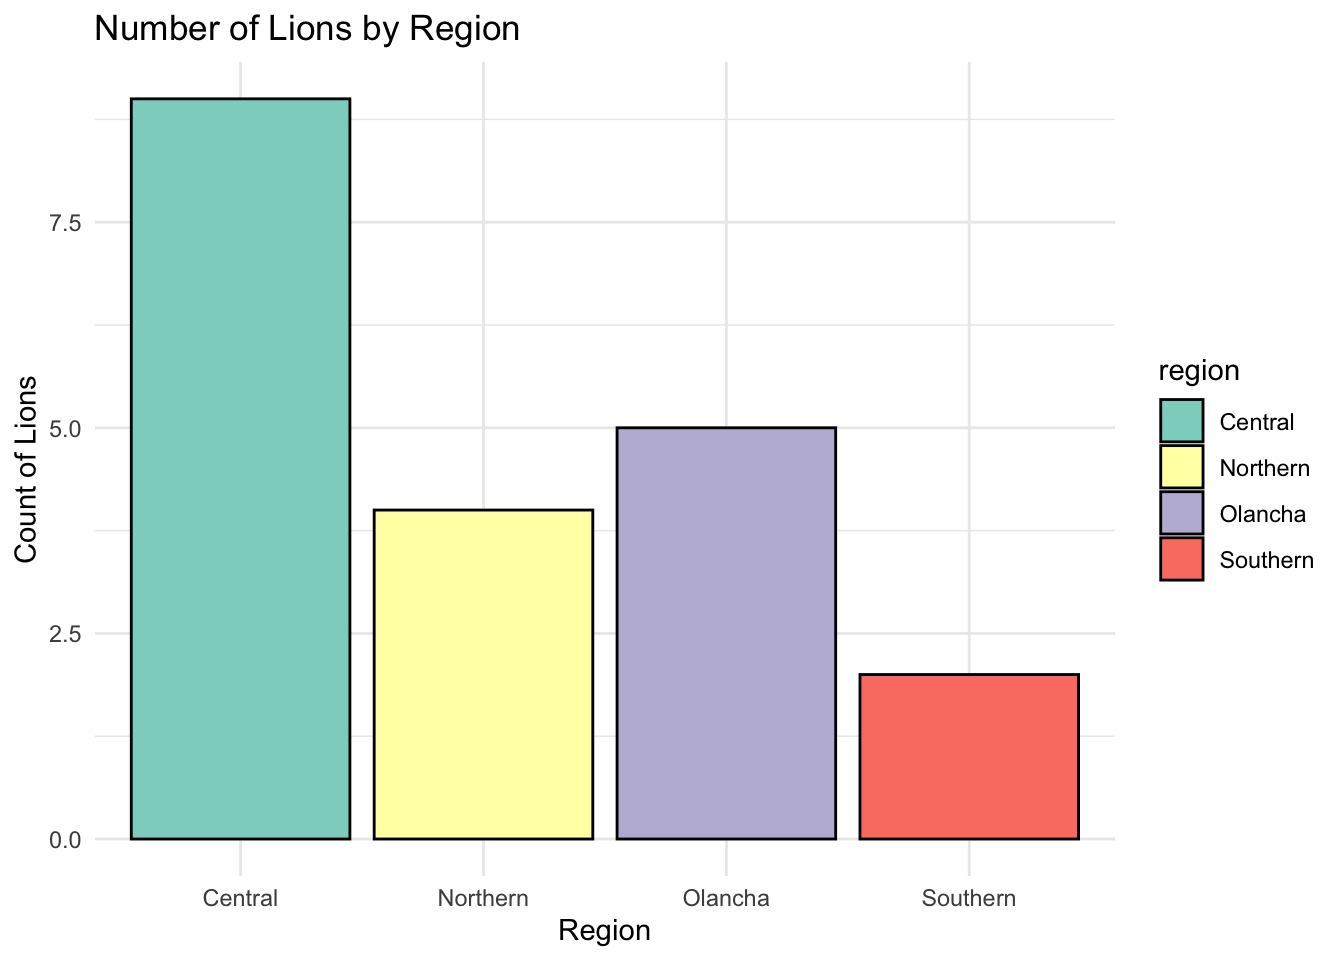 Number of Lions by Region
Count of Lions
7.5
5.0
2.5
0.0
Central Northern Olancha Southern
Region
region
Central
Northern
Olancha
Southern